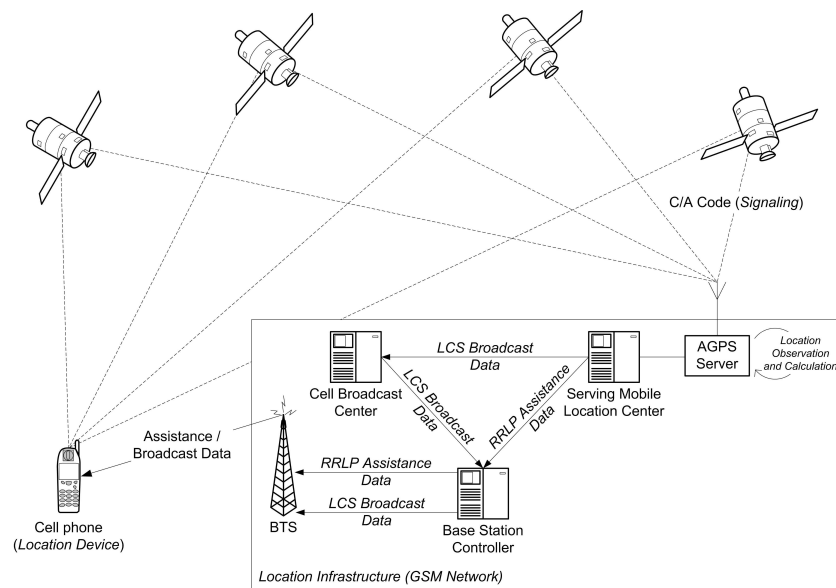 C/A Code (Signaling)
LCS Broadcast
Data
AGPS
Server
Location
Observation
and Calculation
Cell Broadcast
Center
LCS Broadcast
Data
RRLP Assistance
Data
Serving Mobile
Location Center
Assistance /
Broadcast Data
RRLP Assistance
Data
LCS Broadcast
Data
BTS
Base Station
Controller
Cell phone
(Location Device)
Location Infrastructure (GSM Network)